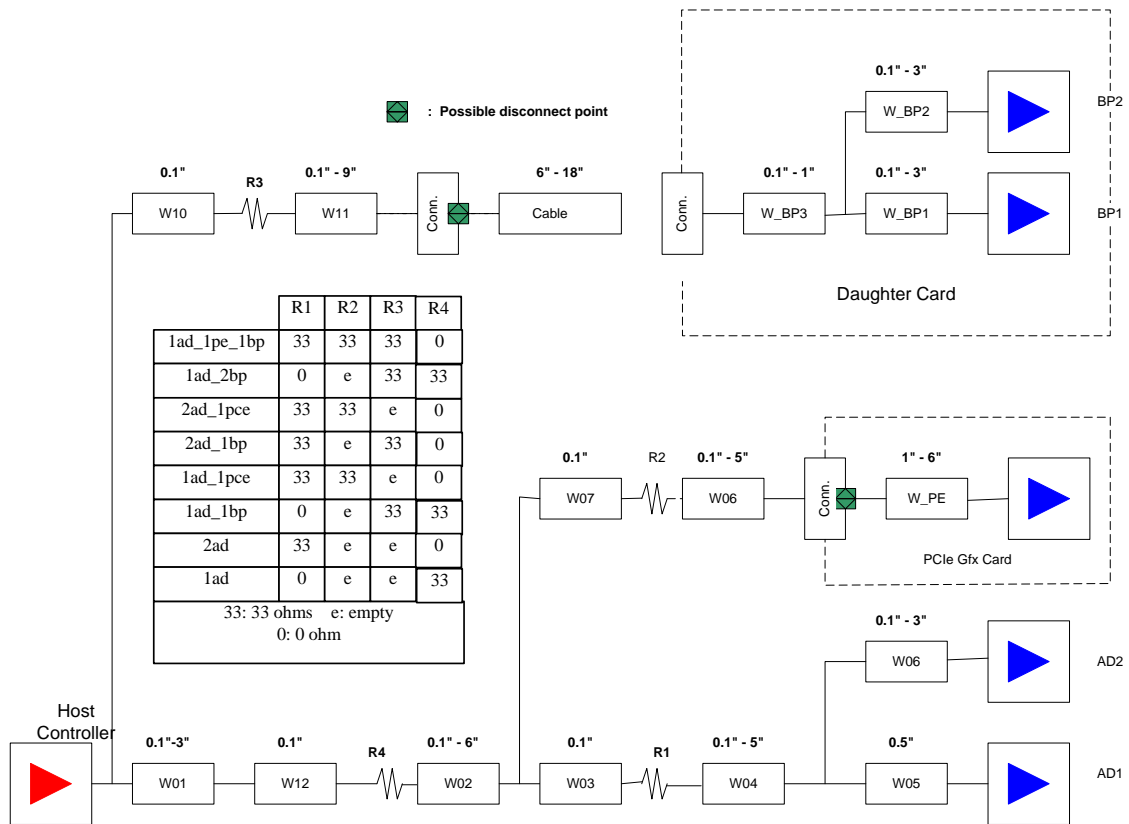 0.1" - 3"
W_BP2
BP2
: Possible disconnect point
0.1"
R3
0.1" - 9"
6" - 18"
0.1" - 1"
0.1" - 3"
W10
W11
Conn.
Cable
Conn.
W_BP3
W_BP1
BP1
Daughter Card
R1 R2 R3 R4
1ad_1pe_1bp 33 33 33 0
1ad_2bp 0 e 33 33
2ad_1pce 33 33 e 0
2ad_1bp 33 e 33 0
1ad_1pce 33 33 e 0
1ad_1bp 0 e 33 33
2ad 33 e e 0
1ad 0 e e 33
33: 33 ohms e: empty
0: 0 ohm
0.1"
R2
0.1" - 5"
1" - 6"
W07
W06
Conn.
W_PE
PCIe Gfx Card
0.1" - 3"
W06
AD2
Host
Controller
0.1"-3"
0.1"
R4
0.1" - 6"
0.1"
R1
0.1" - 5"
0.5"
W01
W12
W02
W03
W04
W05
AD1